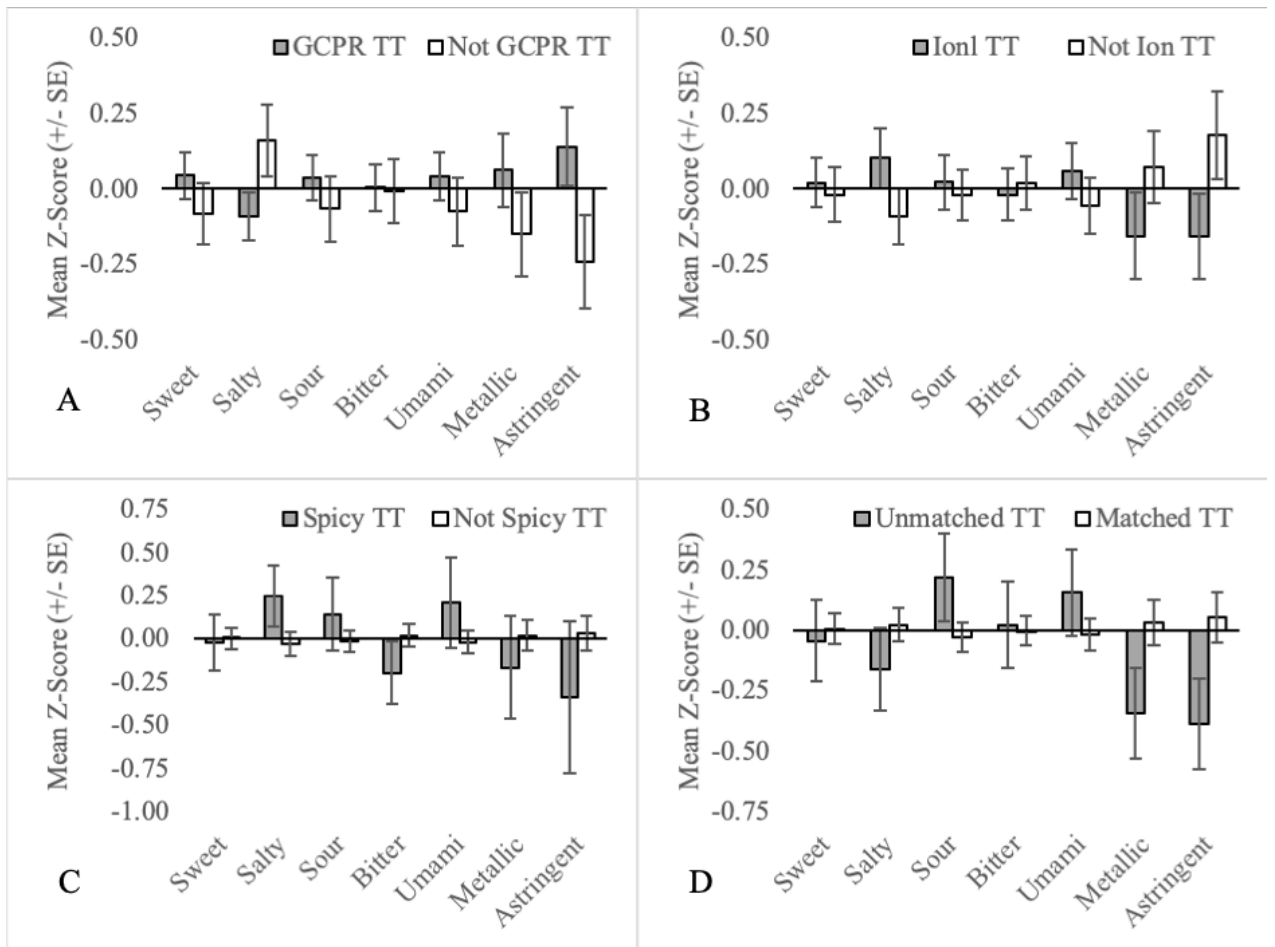 0.50
GCPR TT Not GCPR TT
0.25
0.00
-0.25
-0.50
Mean Z-Score (+/- SE)
Sweet Salty Sour Bitter Umami Metallic Astringent
A
0.50
Ionl TT Not Ion TT
0.25
0.00
-0.25
-0.50
Mean Z-Score (+/- SE)
Sweet Salty Sour Bitter Umami Metallic Astringent
B
0.75
Spicy TT Not Spicy TT
0.50
0.25
0.00
-0.25
-0.50
-0.75
-1.00
Mean Z-Score (+/- SE)
Sweet Salty Sour Bitter Umami Metallic Astringent
C
0.50
Unmatched TT Matched TT
0.25
0.00
-0.25
-0.50
-0.75
Mean Z-Score (+/- SE)
Sweet Salty Sour Bitter Umami Metallic Astringent
D